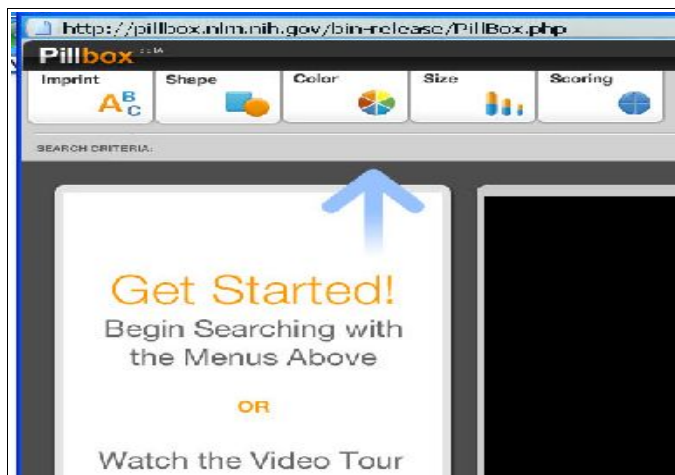 http://pillbox.nlm.nih.gov/bin-release/PillBox.php
Pillbox BETA
Imprint Shape Color Size Scoring
A B C
SEARCH CRITERIA:
Get Started!
Begin Searching with
the Menus Above
OR
Watch the Video Tour